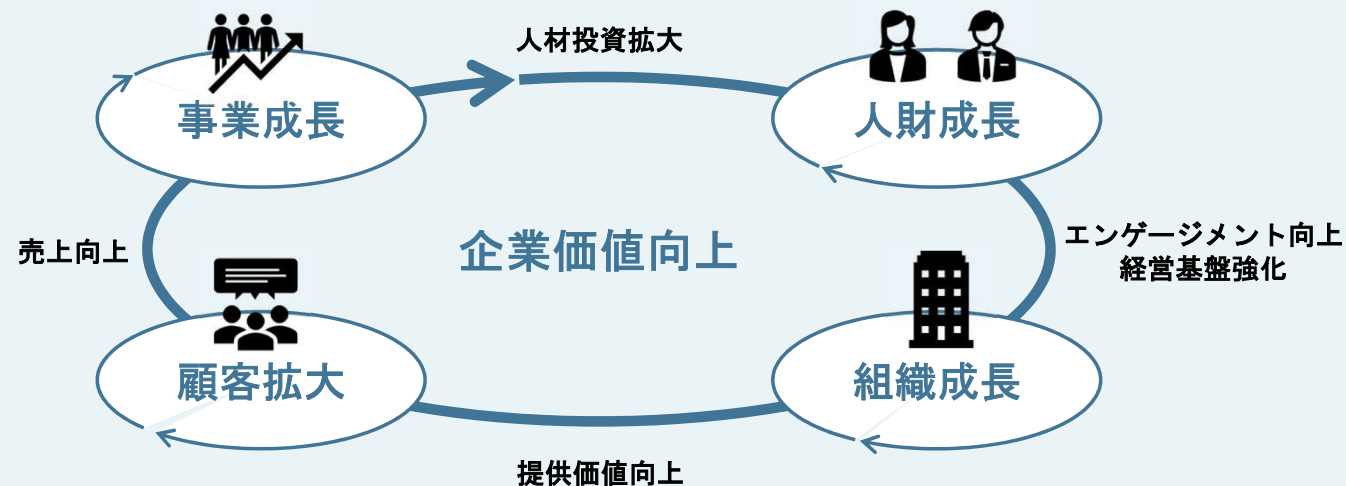 人材投資拡大
事業成長
人財成長
売上向上
企業価値向上
エンゲージメント向上
経営基盤強化
顧客拡大
組織成長
提供価値向上